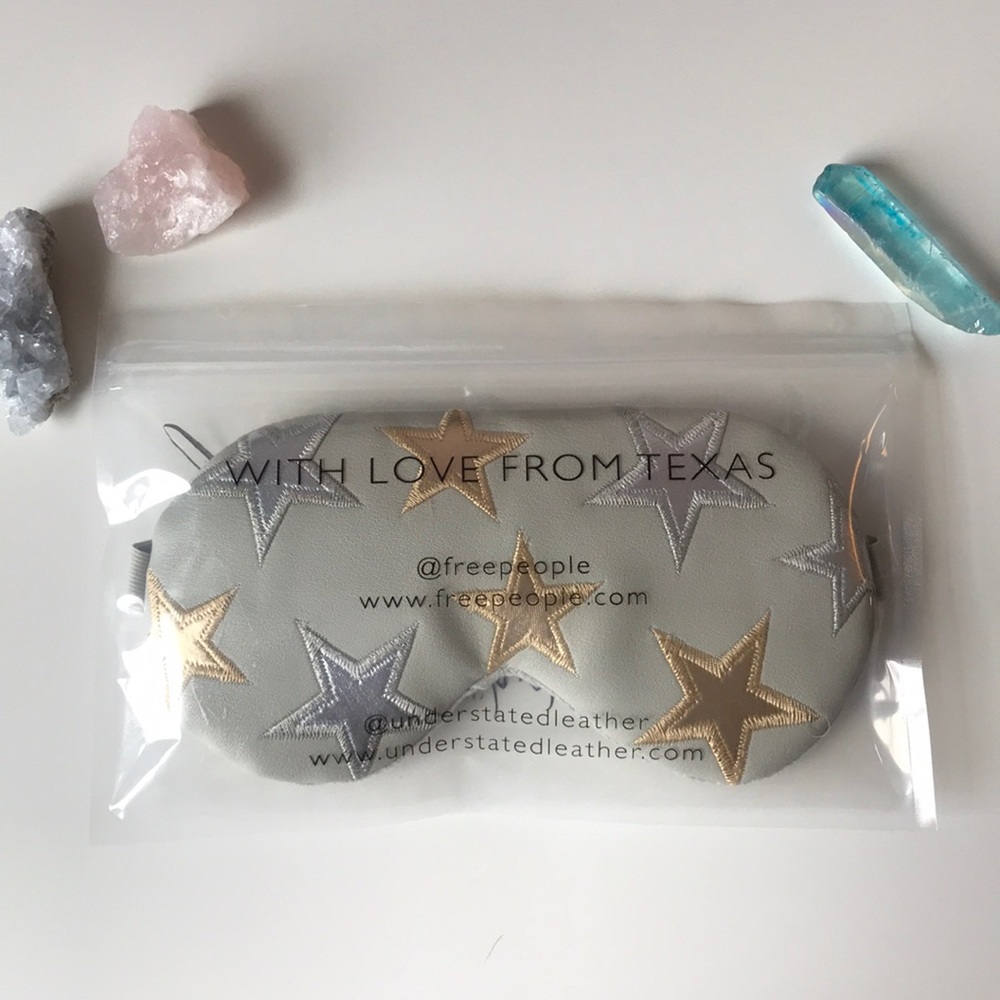 WITH LOVE FROM TEXAS
@freepeople
www.freepeople.com
@understatedleather
www.understatedleather.com